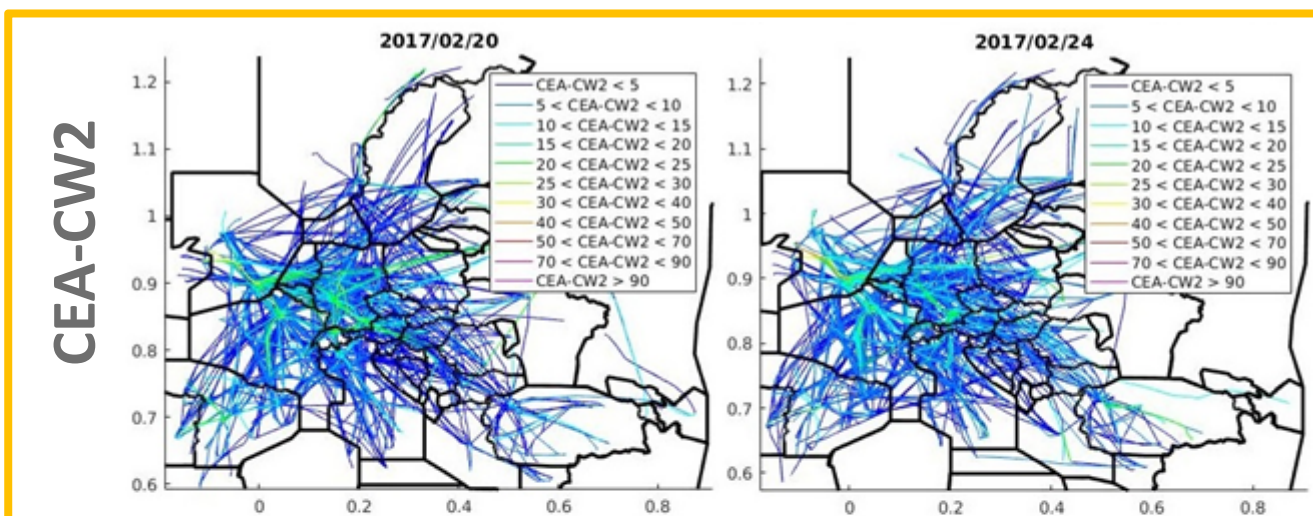 CEA-CW2
2017/02/20
1.2
1.1
1
0.9
0.8
0.7
0.6
0
0.2
0.4
0.6
0.8
CEA-CW2 < 5
5 < CEA-CW2 < 10
10 < CEA-CW2 < 15
15 < CEA-CW2 < 20
20 < CEA-CW2 < 25
25 < CEA-CW2 < 30
30 < CEA-CW2 < 40
40 < CEA-CW2 < 50
50 < CEA-CW2 < 70
70 < CEA-CW2 < 90
CEA-CW2 > 90
2017/02/24
1.2
1.1
1
0.9
0.8
0.7
0.6
0
0.2
0.4
0.6
0.8
CEA-CW2 < 5
5 < CEA-CW2 < 10
10 < CEA-CW2 < 15
15 < CEA-CW2 < 20
20 < CEA-CW2 < 25
25 < CEA-CW2 < 30
30 < CEA-CW2 < 40
40 < CEA-CW2 < 50
50 < CEA-CW2 < 70
70 < CEA-CW2 < 90
CEA-CW2 > 90